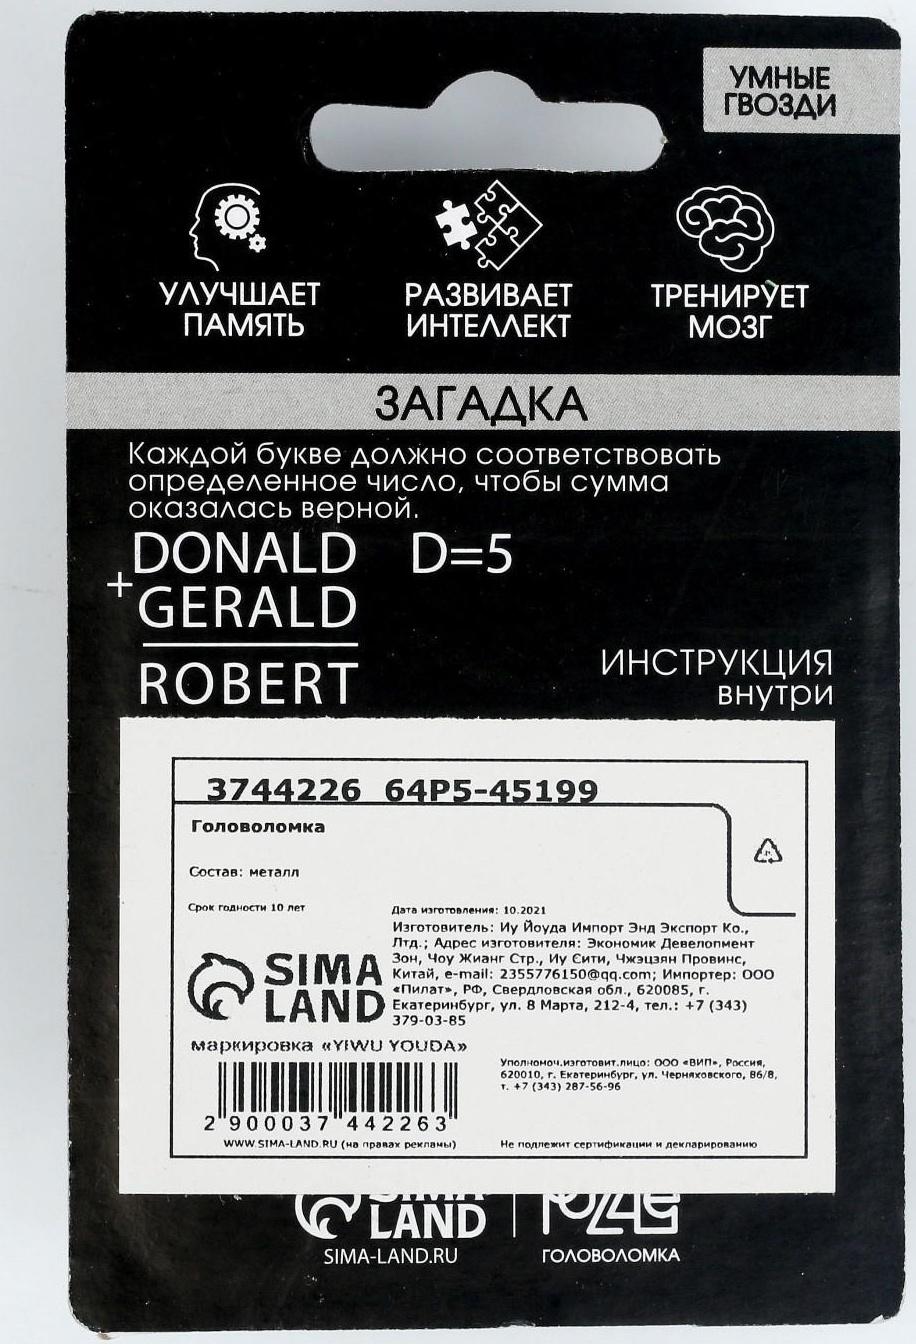 УМНЫЕ
ГВОЗДИ
УЛУЧШАЕТ
ПАМЯТЬ
РАЗВИВАЕТ
ИНТЕЛЛЕКТ
ТРЕНИРУЕТ
МОЗГ
ЗАГАДКА
Каждой букве должно соответствовать
определенное число, чтобы сумма
оказалась верной.
DONALD D=5
+
GERALD
ROBERT
ИНСТРУКЦИЯ
внутри
3744226 64P5-45199
Головоломка
Состав: металл
Срок годности 10 лет
Дата изготовления: 10.2021
Изготовитель: Иу Йоуда Импорт Энд Экспорт Ко.,
Лтд.; Адрес изготовителя: Экономик Девелопмент
Зон, Чоу Жианг Стр., Иу Сити, Чжэцзян Провинс,
Китай, e-mail: 2355776150@qq.com; Импортер: ООО
«Пилат», РФ, Свердловская обл., 620085, г.
Екатеринбург, ул. 8 Марта, 212-4, тел.: +7 (343)
379-03-85
SIMA
LAND
маркировка «YIWU YOUDA»
2 900037 442263
WWW.SIMA-LAND.RU (на правах рекламы)
Уполномоч.изготовит.лицо: ООО «ВИП», Россия,
620010, г. Екатеринбург, ул. Черняховского, 86/8,
т. +7 (343) 287-56-96
Не подлежит сертификации и декларированию
SIMA
LAND
SIMA-LAND.RU
ГОЛОВОЛОМКА